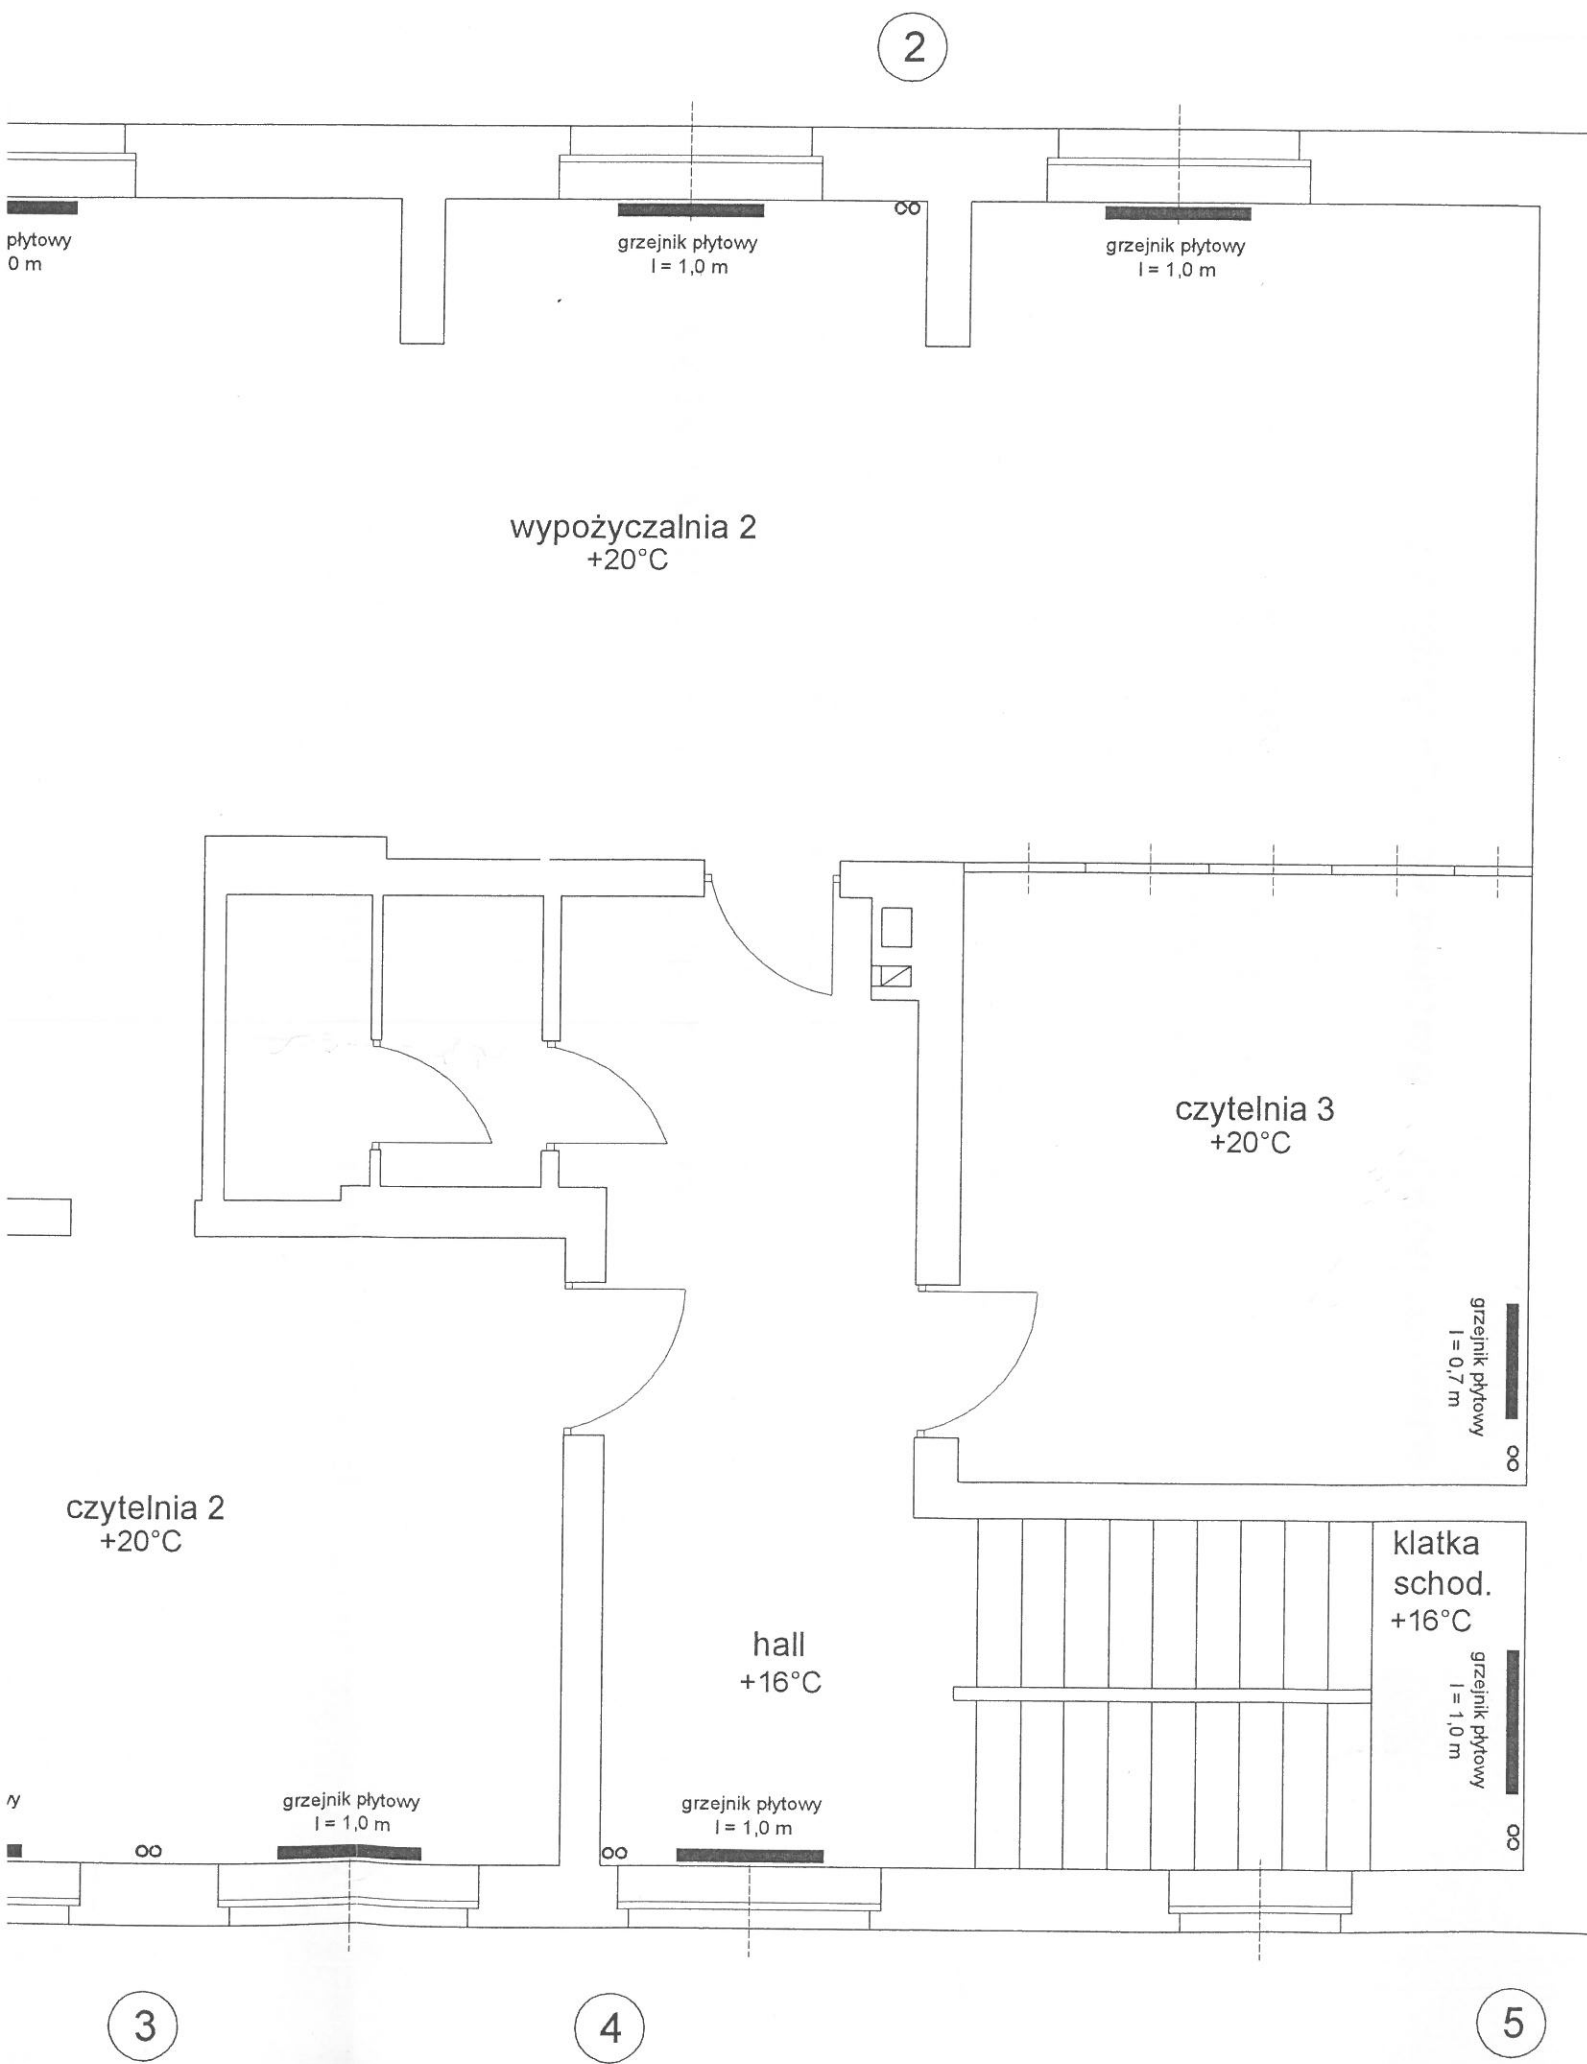 2
płytowy
0 m
grzejnik płytowy
l = 1,0 m
grzejnik płytowy
l = 1,0 m
wypożyczalnia 2
+20°C
czytelnia 3
+20°C
grzejnik płytowy
l = 0,7 m
czytelnia 2
+20°C
klatka
schod.
+16°C
hall
+16°C
grzejnik płytowy
l = 1,0 m
wy
grzejnik płytowy
l = 1,0 m
grzejnik płytowy
l = 1,0 m
3
4
5